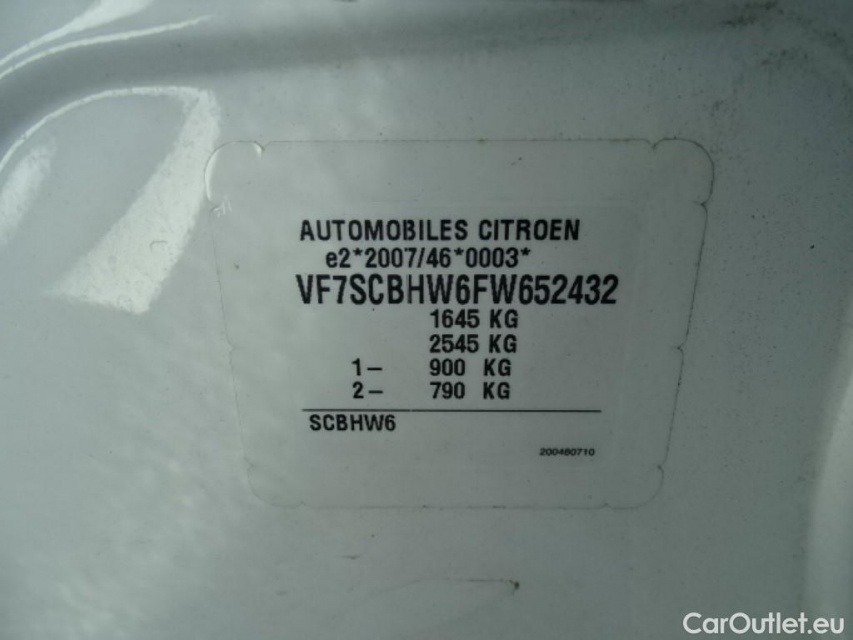 AUTOMOBILES CITROEN
e2*2007/46*0003*
VF7SCBHW6FW652432
1645 KG
2545 KG
1– 900 KG
2– 790 KG
SCBHW6
200480710
CarOutlet.eu